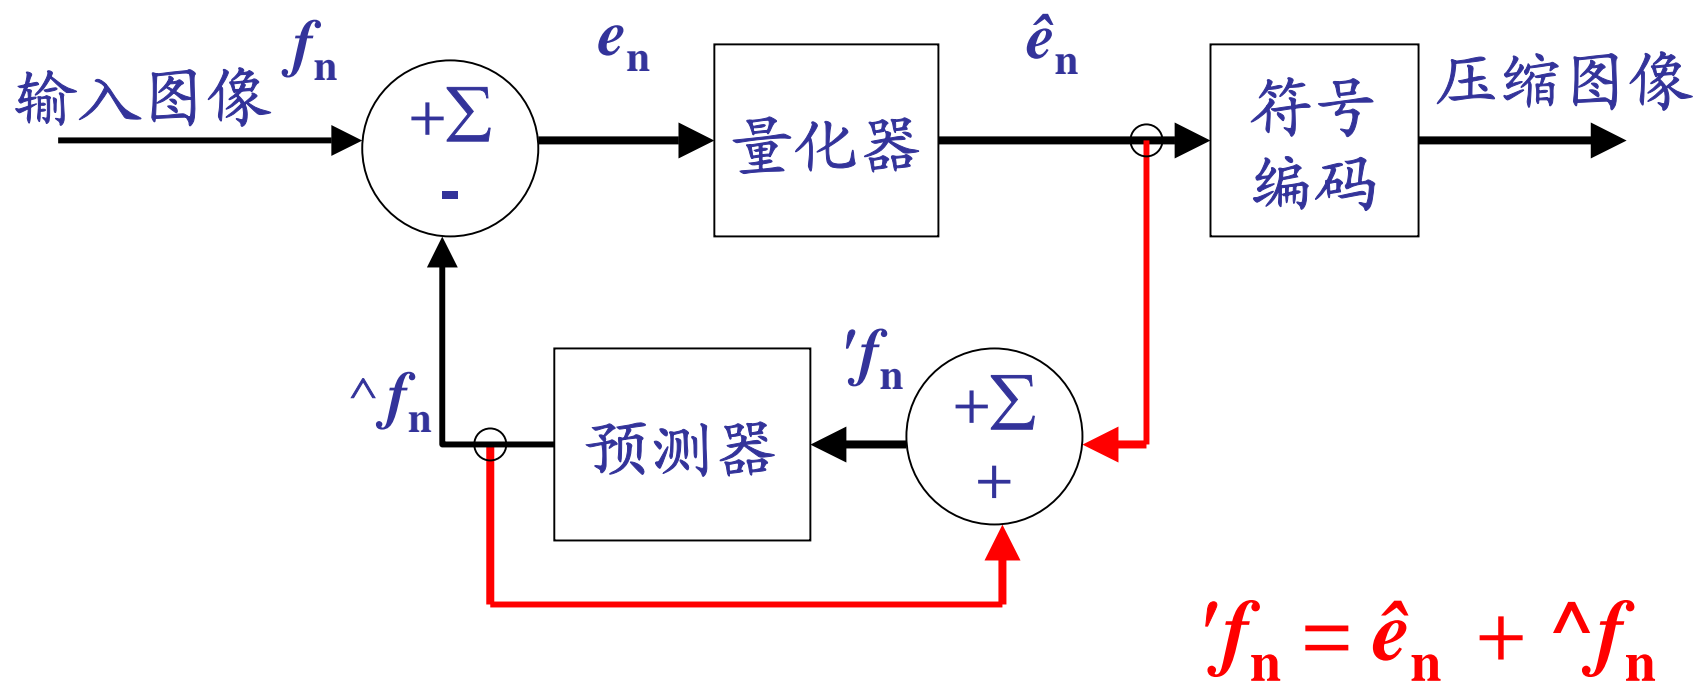 输入图像
fn
+Σ
-
en
量化器
ên
符号
编码
压缩图像
^fn
预测器
'fn
+Σ
+
'fn = ên + ^fn